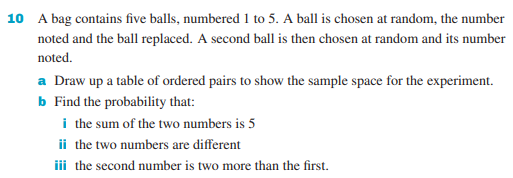 10 A bag contains five balls, numbered 1 to 5. A ball is chosen at random, the number
noted and the ball replaced. A second ball is then chosen at random and its number
noted.
a Draw up a table of ordered pairs to show the sample space for the experiment.
b Find the probability that:
i the sum of the two numbers is 5
ii the two numbers are different
iii the second number is two more than the first.